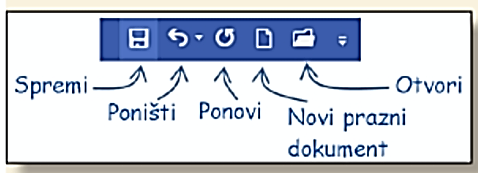 Spremi
Otvori
Poništi
Ponovi
Novi prazni
dokument